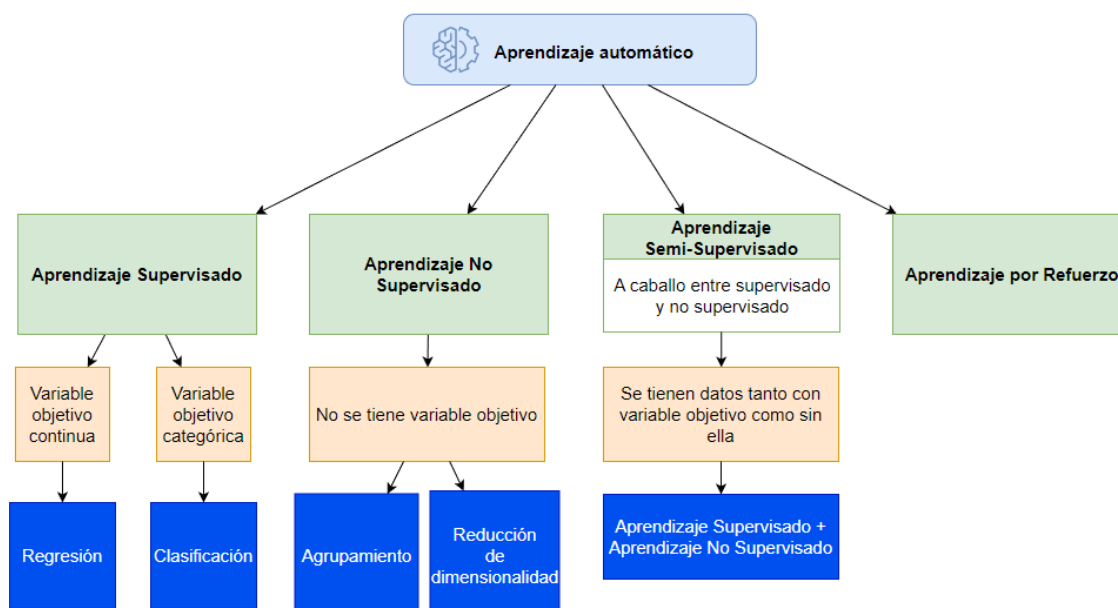 Aprendizaje automático
Aprendizaje Supervisado
Aprendizaje No
Supervisado
Aprendizaje
Semi-Supervisado
A caballo entre supervisado
y no supervisado
Aprendizaje por Refuerzo
Variable
objetivo
continua
Variable
objetivo
categórica
No se tiene variable objetivo
Se tienen datos tanto con
variable objetivo como sin
ella
Regresión
Clasificación
Agrupamiento
Reducción
de
dimensionalidad
Aprendizaje Supervisado +
Aprendizaje No Supervisado